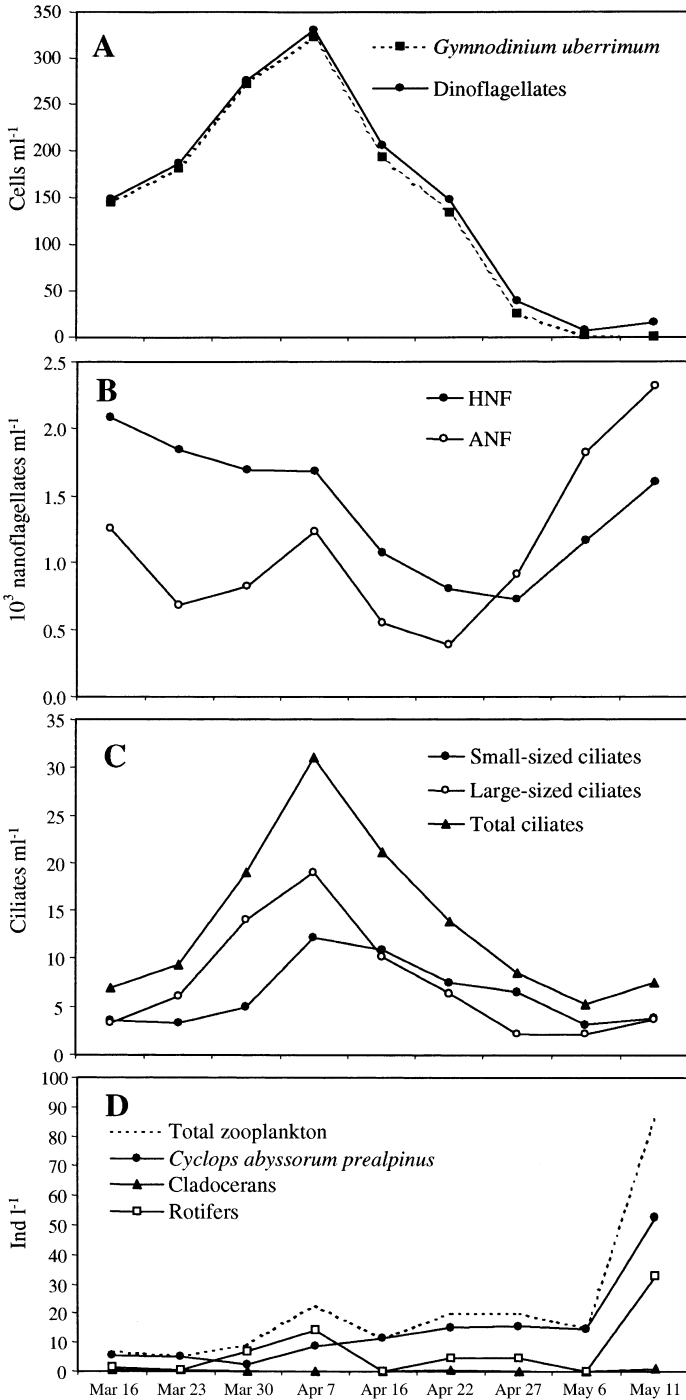 A
350
300
250
200
150
100
50
0
Cells ml⁻¹
Gymnodinium uberrimum
Dinoflagellates
B
2.5
2.0
1.5
1.0
0.5
0.0
10³ nanoflagellates ml⁻¹
HNF
ANF
C
35
30
25
20
15
10
5
0
Ciliates ml⁻¹
Small-sized ciliates
Large-sized ciliates
Total ciliates
D
100
90
80
70
60
50
40
30
20
10
0
Ind l⁻¹
Total zooplankton
Cyclops abyssorum prealpinus
Cladocerans
Rotifers
Mar 16 Mar 23 Mar 30 Apr 7 Apr 16 Apr 22 Apr 27 May 6 May 11